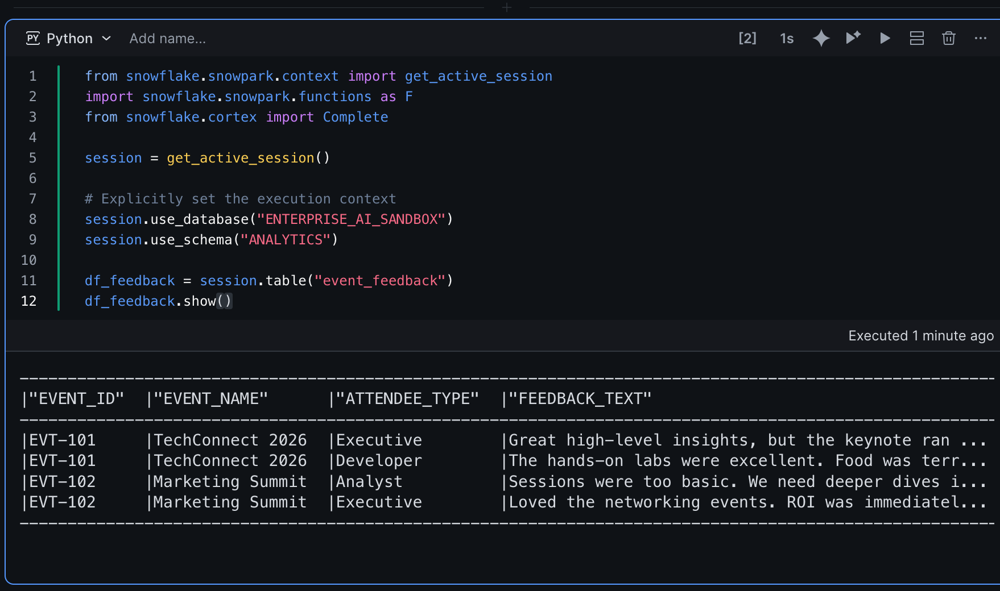 PY Python Add name... [2] 1s
1 from snowflake.snowpark.context import get_active_session
2 import snowflake.snowpark.functions as F
3 from snowflake.cortex import Complete
4
5 session = get_active_session()
6
7 # Explicitly set the execution context
8 session.use_database("ENTERPRISE_AI_SANDBOX")
9 session.use_schema("ANALYTICS")
10
11 df_feedback = session.table("event_feedback")
12 df_feedback.show()
Executed 1 minute ago
------------------------------------------------------------------------------------------------------
|"EVENT_ID"  |"EVENT_NAME"      |"ATTENDEE_TYPE"  |"FEEDBACK_TEXT"
------------------------------------------------------------------------------------------------------
|EVT-101     |TechConnect 2026  |Executive        |Great high-level insights, but the keynote ran ...
|EVT-101     |TechConnect 2026  |Developer        |The hands-on labs were excellent. Food was terr...
|EVT-102     |Marketing Summit  |Analyst          |Sessions were too basic. We need deeper dives i...
|EVT-102     |Marketing Summit  |Executive        |Loved the networking events. ROI was immediatel...
------------------------------------------------------------------------------------------------------